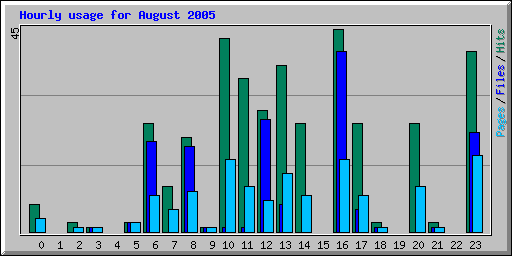 Hourly usage for August 2005
45
Pages / Files / Hits
0 1 2 3 4 5 6 7 8 9 10 11 12 13 14 15 16 17 18 19 20 21 22 23